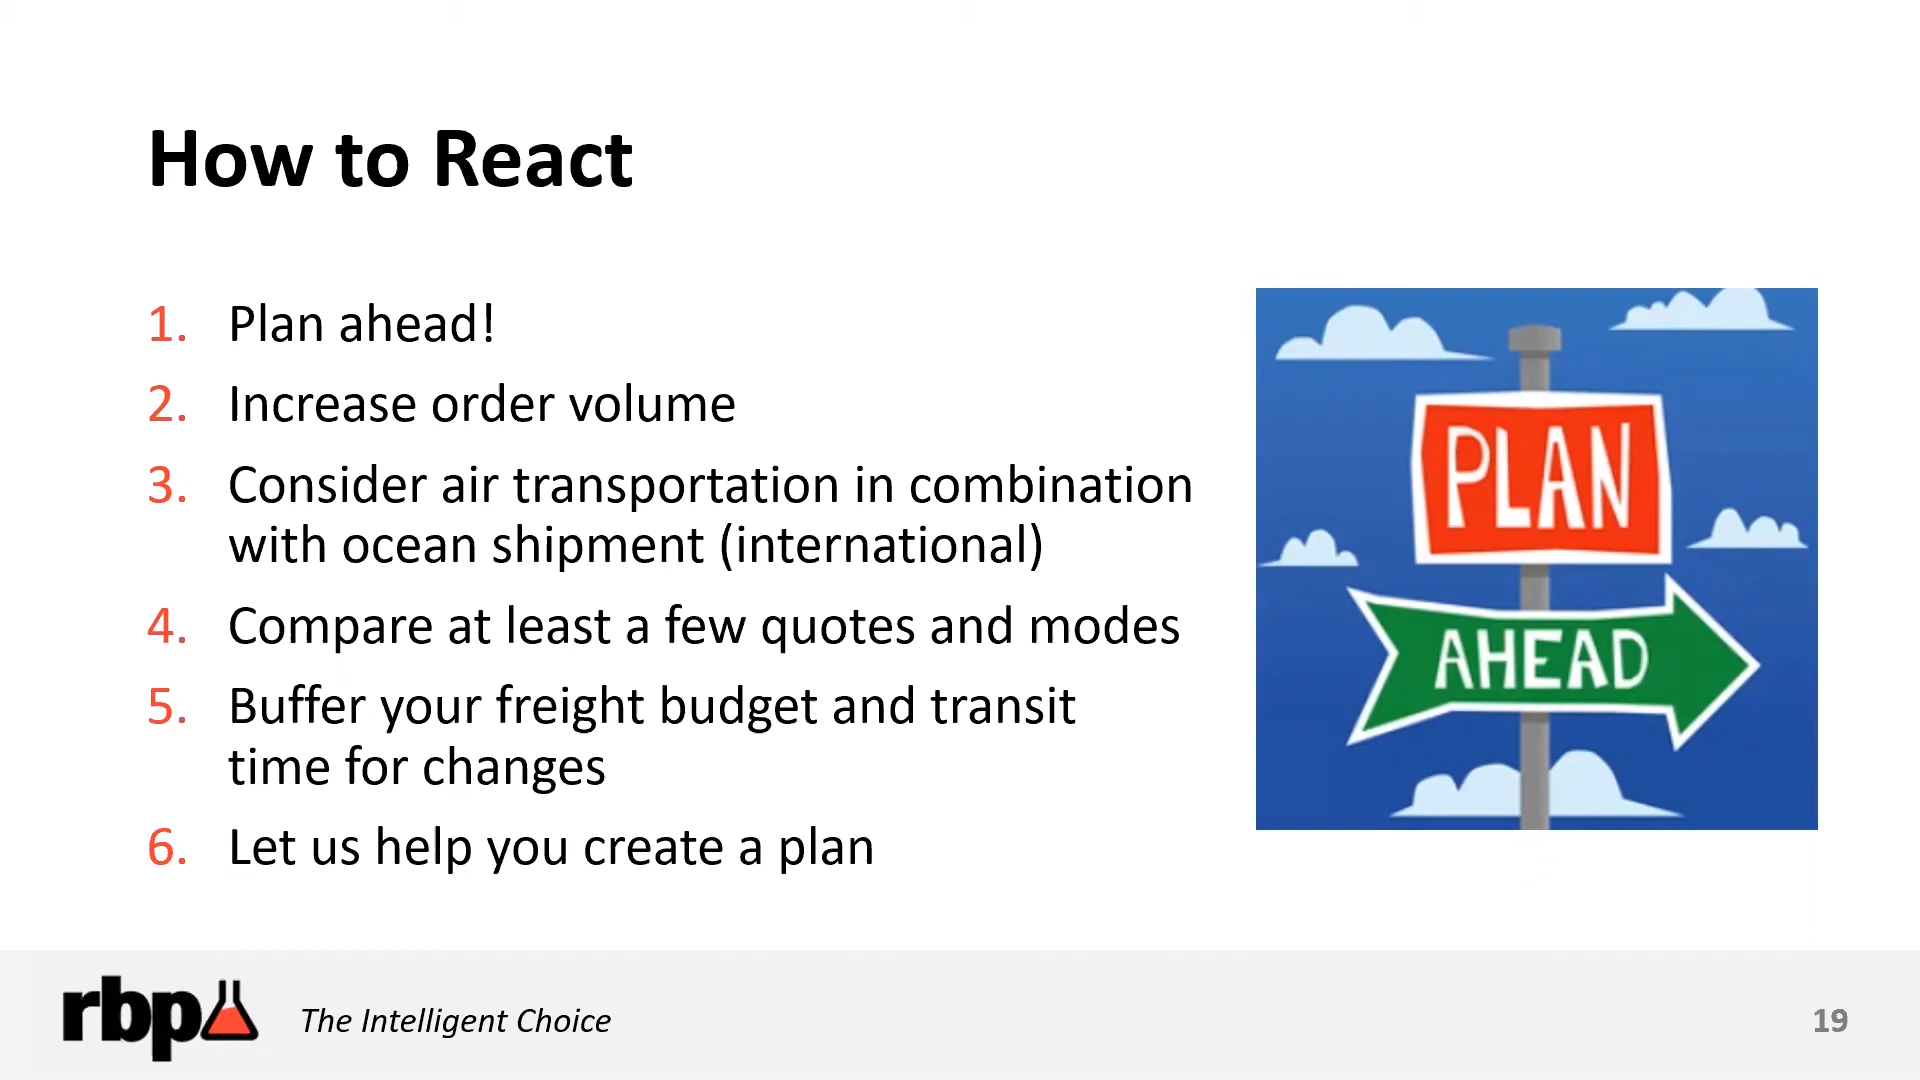 How to React
1. Plan ahead!
2. Increase order volume
3. Consider air transportation in combination
with ocean shipment (international)
4. Compare at least a few quotes and modes
5. Buffer your freight budget and transit
time for changes
6. Let us help you create a plan
PLAN
AHEAD
rbp
The Intelligent Choice
19